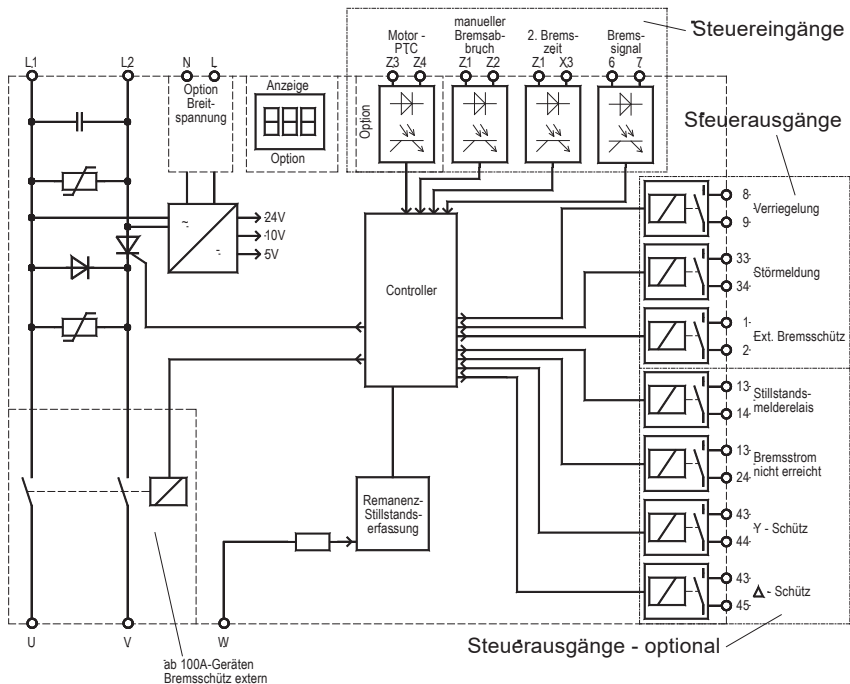 Steuereingänge
Motor -
PTC
Z3 Z4
manueller
Bremsab-
bruch
Z1 Z2
2. Brems-
zeit
Z1 X3
Brems-
signal
6 7
L1
L2
N L
Option
Breit-
spannung
Anzeige
Option
Option
Steuerausgänge
~
24V
10V
5V
Controller
8
9
Verriegelung
33
34
Störmeldung
1
2
Ext. Bremsschütz
13
14
Stillstands-
melderelais
13
24
Bremsstrom
nicht erreicht
43
44
Y - Schütz
43
45
Δ - Schütz
Remanenz-
Stillstands-
erfassung
U
V
W
Steuerausgänge - optional
ab 100A-Geräten
Bremsschütz extern